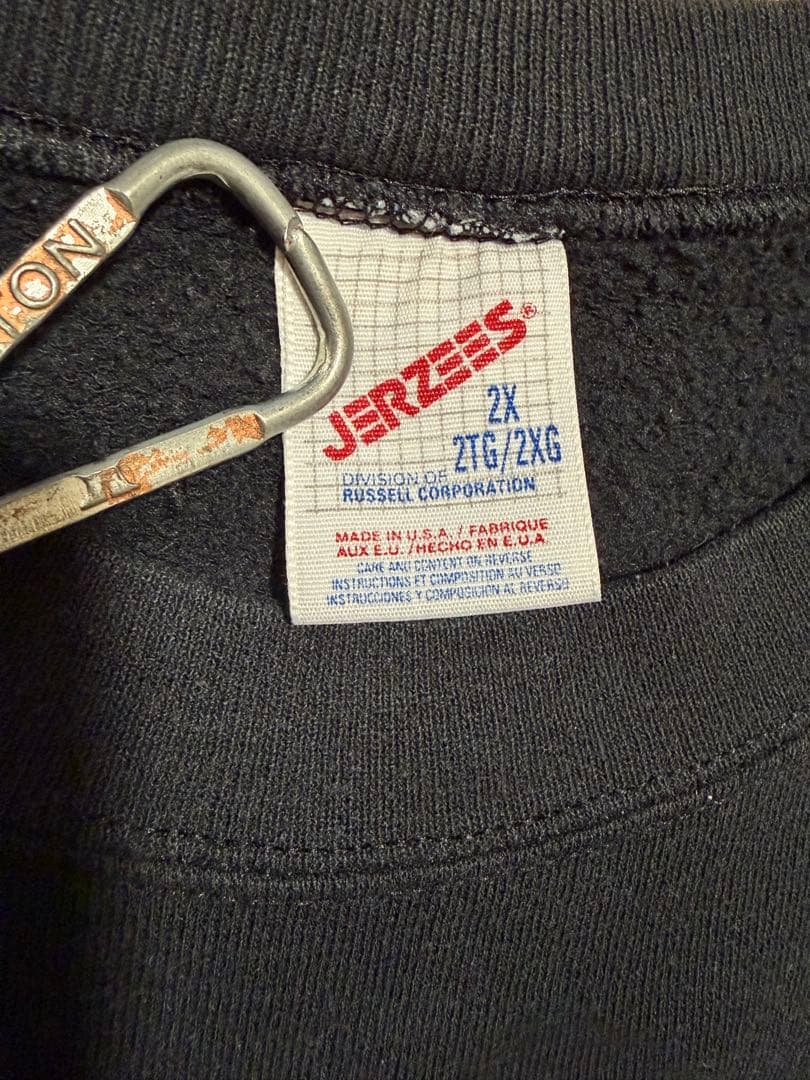 ION
JERZEES®
2X
2TG/2XG
DIVISION OF
RUSSELL CORPORATION
MADE IN U.S.A. / FABRIQUE
AUX E.U. / HECHO EN E.U.A.
CARE AND CONTENT ON REVERSE
INSTRUCTIONS ET COMPOSITION AU VERSO
INSTRUCCIONES Y COMPOSICION AL REVERSO